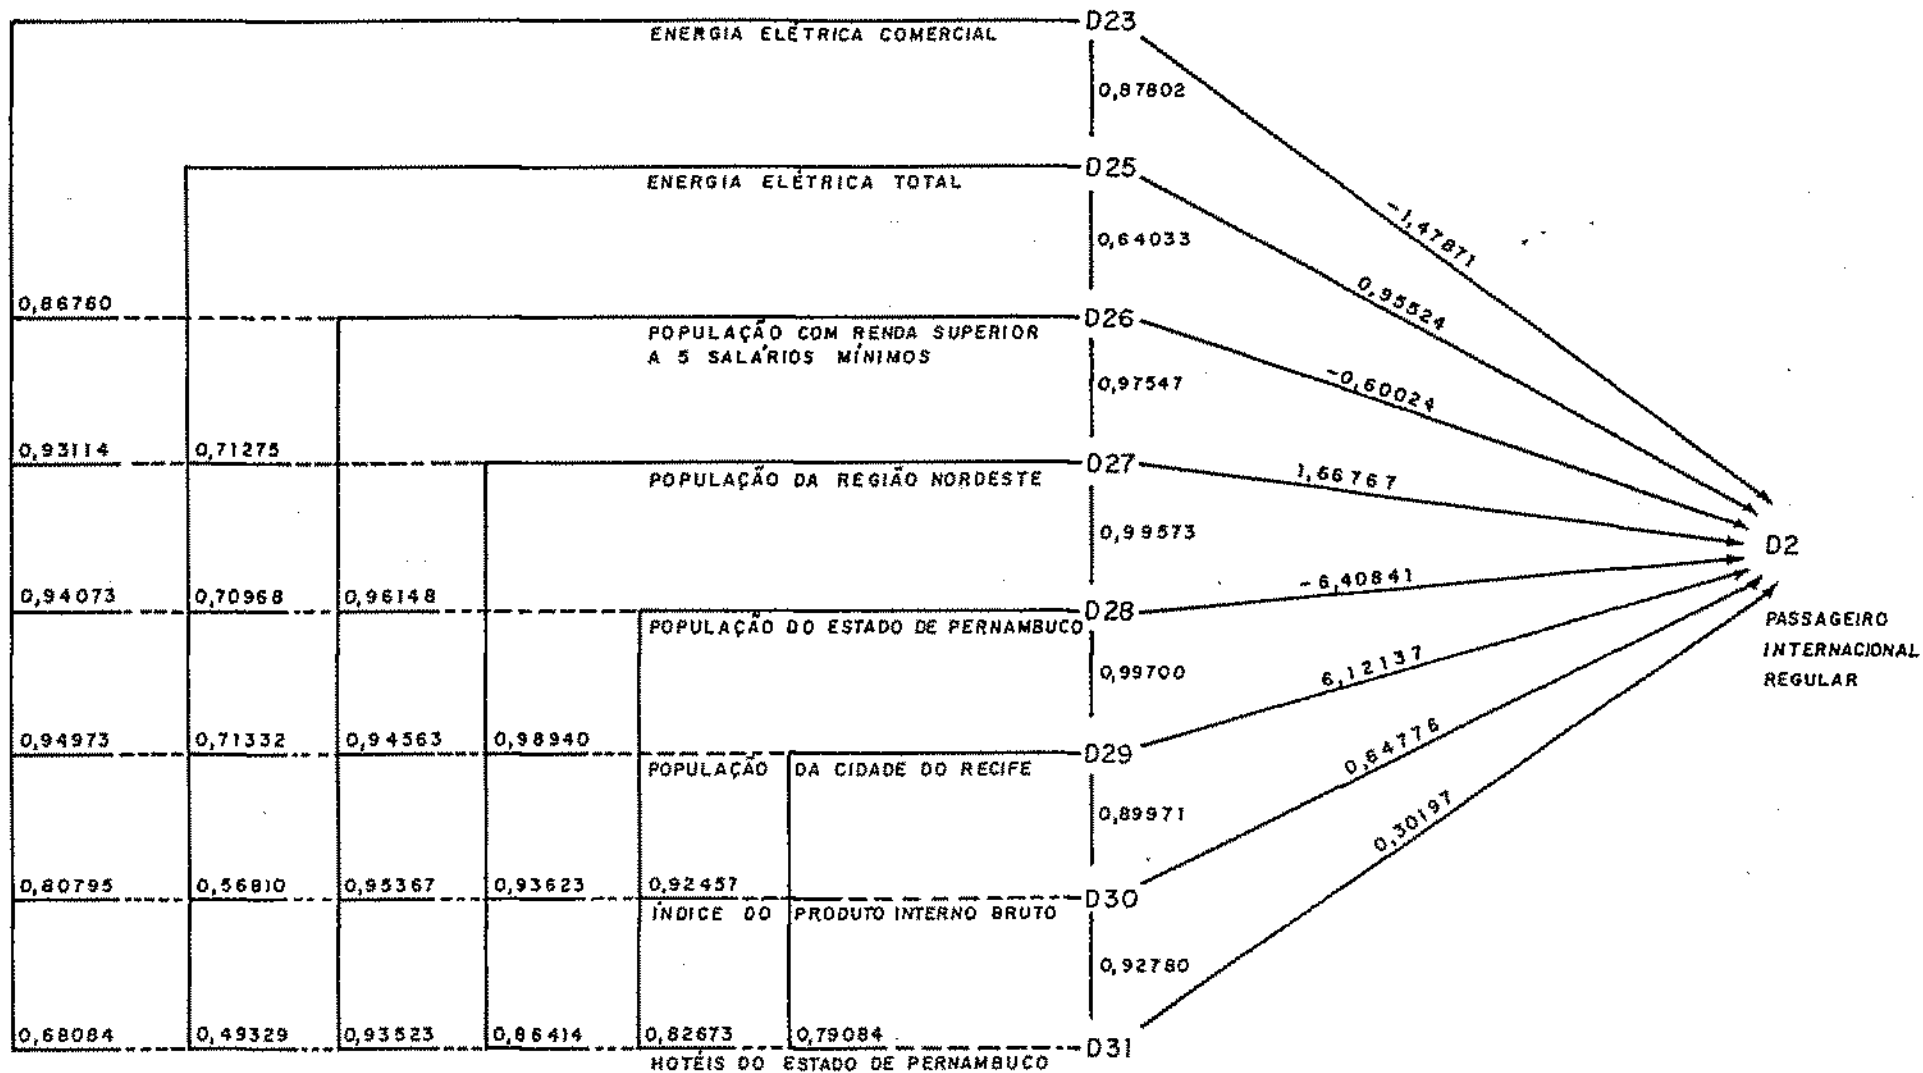 D23
ENERGIA ELÉTRICA COMERCIAL
0,87802
D25
ENERGIA ELÉTRICA TOTAL
-1,47871
0,64033
0,95524
0,86760
D26
POPULAÇÃO COM RENDA SUPERIOR
A 5 SALÁRIOS MÍNIMOS
-0,60024
0,97547
0,93114 0,71275
D27
POPULAÇÃO DA REGIÃO NORDESTE
1,66767
0,99573
D2
-6,40841
0,94073 0,70968 0,96148
D28
POPULAÇÃO DO ESTADO DE PERNAMBUCO
PASSAGEIRO
INTERNACIONAL
REGULAR
0,99700
6,12137
0,94973 0,71332 0,94563 0,98940
D29
POPULAÇÃO DA CIDADE DO RECIFE
0,64776
0,89971
0,30197
0,80795 0,56810 0,95367 0,93623 0,92457
D30
ÍNDICE DO PRODUTO INTERNO BRUTO
0,92780
0,68084 0,49329 0,93523 0,86414 0,82673 0,79084
D31
HOTÉIS DO ESTADO DE PERNAMBUCO